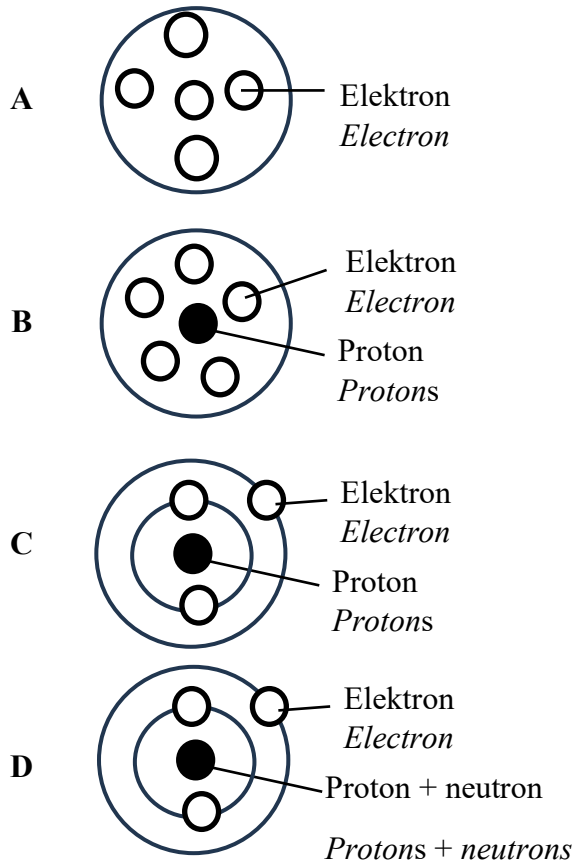 A
Elektron
Electron
B
Elektron
Electron
Proton
Protons
C
Elektron
Electron
Proton
Protons
D
Elektron
Electron
Proton + neutron
Protons + neutrons